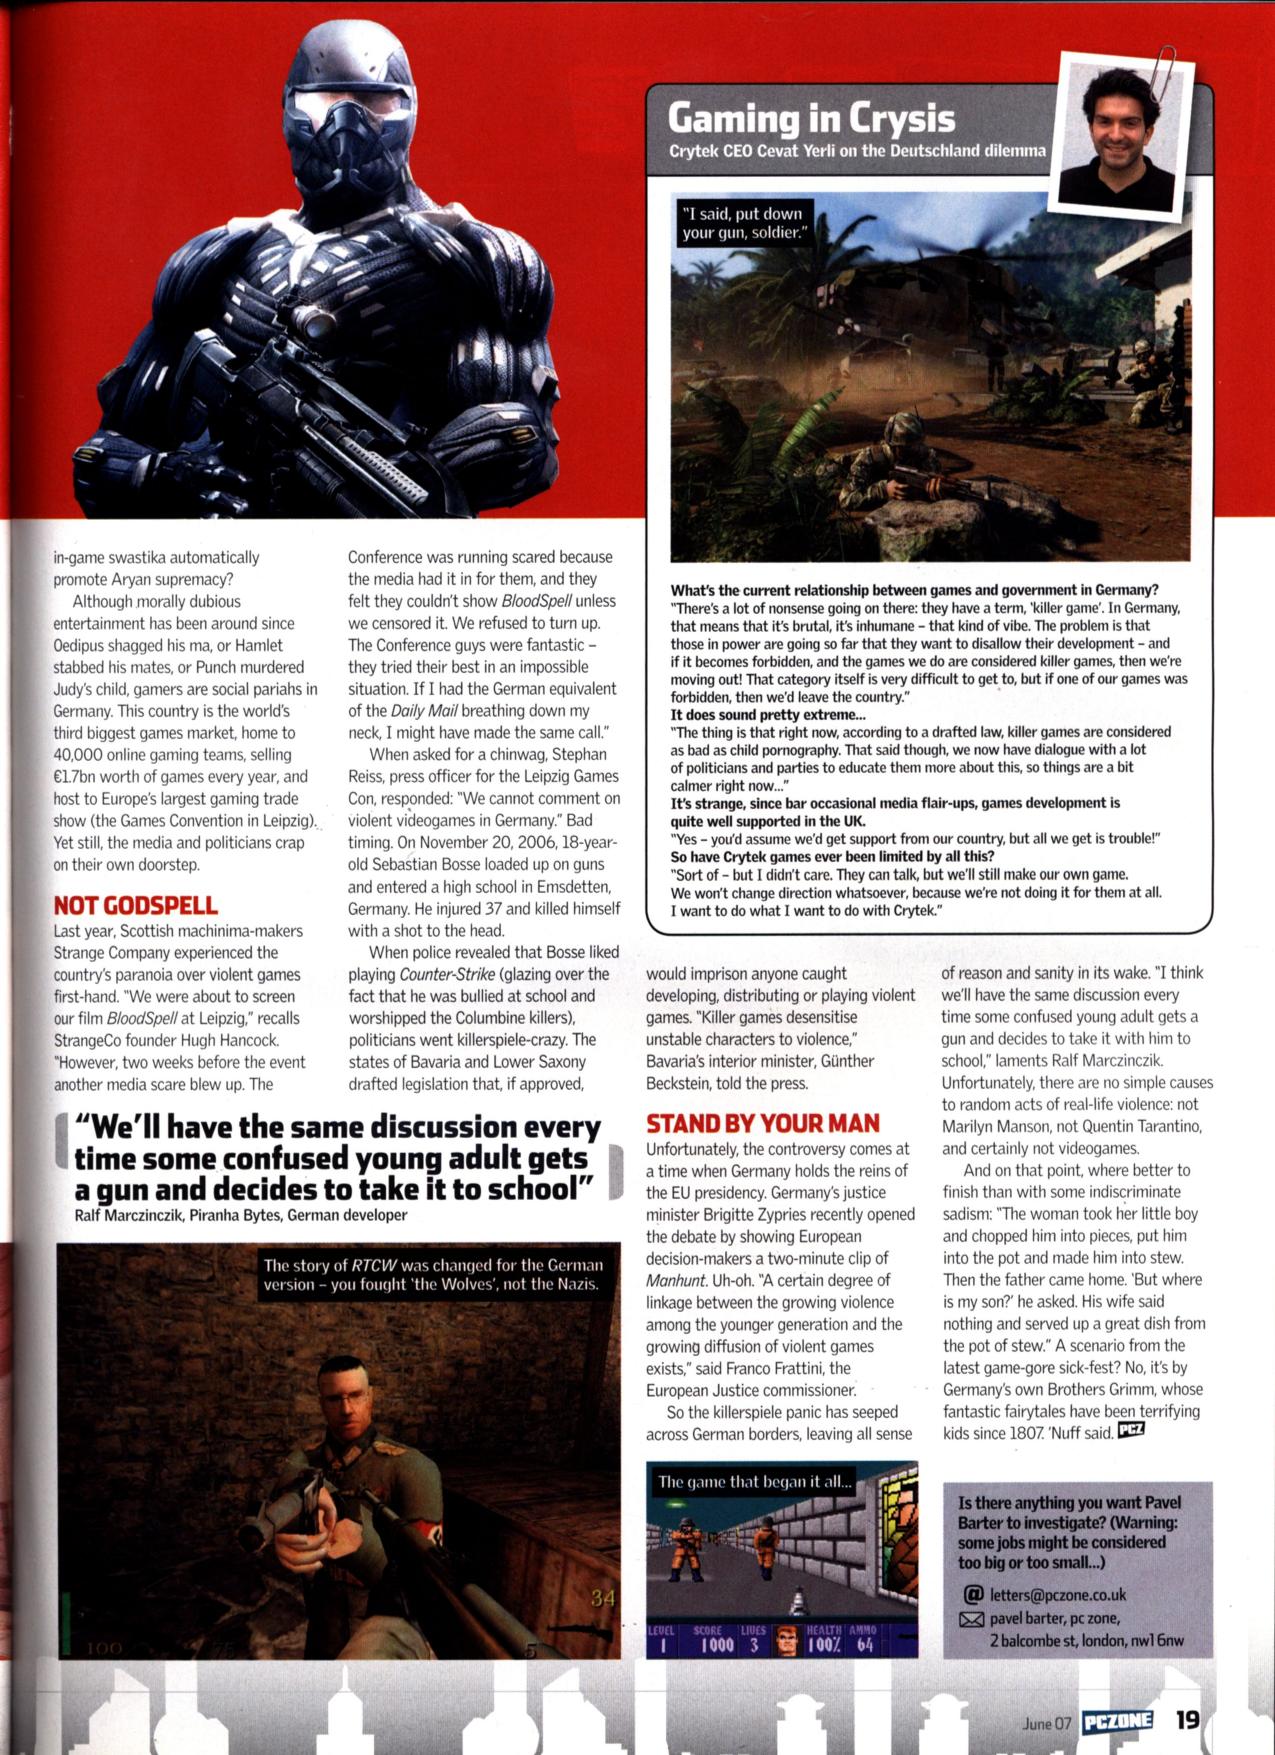 in-game swastika automatically
promote Aryan supremacy?
Although morally dubious
entertainment has been around since
Oedipus shagged his ma, or Hamlet
stabbed his mates, or Punch murdered
Judy's child, gamers are social pariahs in
Germany. This country is the world's
third biggest games market, home to
40,000 online gaming teams, selling
€1.7bn worth of games every year, and
host to Europe's largest gaming trade
show (the Games Convention in Leipzig).
Yet still, the media and politicians crap
on their own doorstep.
NOT GODSPELL
Last year, Scottish machinima-makers
Strange Company experienced the
country's paranoia over violent games
first-hand. "We were about to screen
our film BloodSpell at Leipzig," recalls
StrangeCo founder Hugh Hancock.
"However, two weeks before the event
another media scare blew up. The
Conference was running scared because
the media had it in for them, and they
felt they couldn't show BloodSpell unless
we censored it. We refused to turn up.
The Conference guys were fantastic –
they tried their best in an impossible
situation. If I had the German equivalent
of the Daily Mail breathing down my
neck, I might have made the same call."
When asked for a chinwag, Stephan
Reiss, press officer for the Leipzig Games
Con, responded: "We cannot comment on
violent videogames in Germany." Bad
timing. On November 20, 2006, 18-year-
old Sebastian Bosse loaded up on guns
and entered a high school in Emsdetten,
Germany. He injured 37 and killed himself
with a shot to the head.
When police revealed that Bosse liked
playing Counter-Strike (glazing over the
fact that he was bullied at school and
worshipped the Columbine killers),
politicians went killerspiele-crazy. The
states of Bavaria and Lower Saxony
drafted legislation that, if approved,
"We'll have the same discussion every
time some confused young adult gets
a gun and decides to take it to school"
Ralf Marczinczik, Piranha Bytes, German developer
The story of RTCW was changed for the German
version – you fought 'the Wolves', not the Nazis.
34
100
75
5
Gaming in Crysis
Crytek CEO Cevat Yerli on the Deutschland dilemma
"I said, put down
your gun, soldier."
What's the current relationship between games and government in Germany?
"There's a lot of nonsense going on there: they have a term, 'killer game'. In Germany,
that means that it's brutal, it's inhumane – that kind of vibe. The problem is that
those in power are going so far that they want to disallow their development – and
if it becomes forbidden, and the games we do are considered killer games, then we're
moving out! That category itself is very difficult to get to, but if one of our games was
forbidden, then we'd leave the country."
It does sound pretty extreme...
"The thing is that right now, according to a drafted law, killer games are considered
as bad as child pornography. That said though, we now have dialogue with a lot
of politicians and parties to educate them more about this, so things are a bit
calmer right now..."
It's strange, since bar occasional media flair-ups, games development is
quite well supported in the UK.
"Yes – you'd assume we'd get support from our country, but all we get is trouble!"
So have Crytek games ever been limited by all this?
"Sort of – but I didn't care. They can talk, but we'll still make our own game.
We won't change direction whatsoever, because we're not doing it for them at all.
I want to do what I want to do with Crytek."
would imprison anyone caught
developing, distributing or playing violent
games. "Killer games desensitise
unstable characters to violence,"
Bavaria's interior minister, Günther
Beckstein, told the press.
STAND BY YOUR MAN
Unfortunately, the controversy comes at
a time when Germany holds the reins of
the EU presidency. Germany's justice
minister Brigitte Zypries recently opened
the debate by showing European
decision-makers a two-minute clip of
Manhunt. Uh-oh. "A certain degree of
linkage between the growing violence
among the younger generation and the
growing diffusion of violent games
exists," said Franco Frattini, the
European Justice commissioner.
So the killerspiele panic has seeped
across German borders, leaving all sense
The game that began it all...
LEVEL SCORE LIVES HEALTH AMMO
1 1000 3 100% 64
of reason and sanity in its wake. "I think
we'll have the same discussion every
time some confused young adult gets a
gun and decides to take it with him to
school," laments Ralf Marczinczik.
Unfortunately, there are no simple causes
to random acts of real-life violence: not
Marilyn Manson, not Quentin Tarantino,
and certainly not videogames.
And on that point, where better to
finish than with some indiscriminate
sadism: "The woman took her little boy
and chopped him into pieces, put him
into the pot and made him into stew.
Then the father came home. 'But where
is my son?' he asked. His wife said
nothing and served up a great dish from
the pot of stew." A scenario from the
latest game-gore sick-fest? No, it's by
Germany's own Brothers Grimm, whose
fantastic fairytales have been terrifying
kids since 1807. 'Nuff said. PCZ
Is there anything you want Pavel
Barter to investigate? (Warning:
some jobs might be considered
too big or too small...)
@ letters@pczone.co.uk
pavel barter, pc zone,
2 balcombe st, london, nw1 6nw
June 07 PCZONE 19